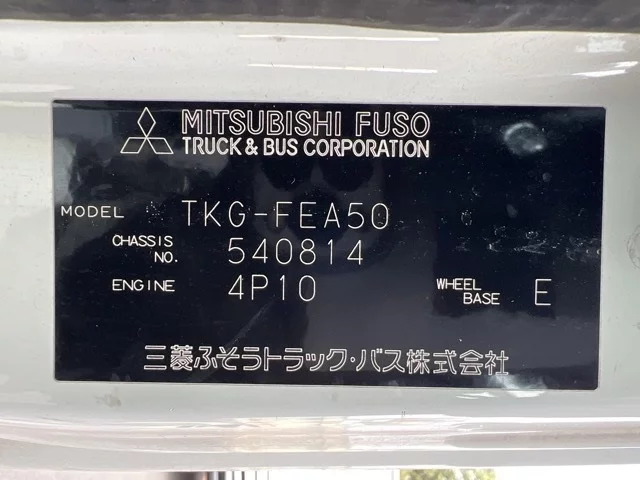 MITSUBISHI FUSO
TRUCK & BUS CORPORATION
MODEL TKG-FEA50
CHASSIS NO. 540814
ENGINE 4P10 WHEEL BASE E
三菱ふそうトラック・バス株式会社